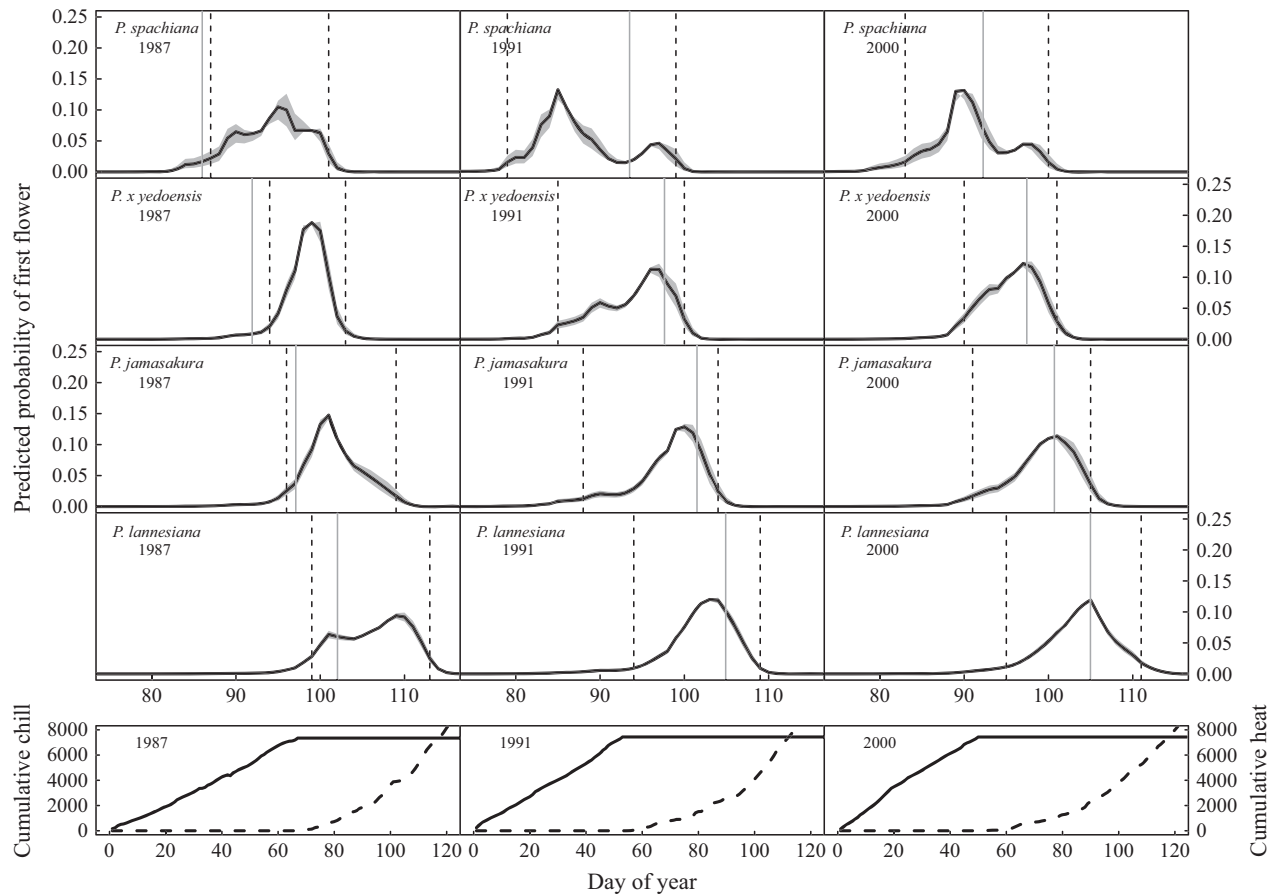 P. spachiana
1987
P. spachiana
1991
P. spachiana
2000
0.25
0.20
0.15
0.10
0.05
0.00
P. x yedoensis
1987
P. x yedoensis
1991
P. x yedoensis
2000
0.25
0.20
0.15
0.10
0.05
0.00
Predicted probability of first flower
P. jamasakura
1987
P. jamasakura
1991
P. jamasakura
2000
0.25
0.20
0.15
0.10
0.05
0.00
P. lannesiana
1987
P. lannesiana
1991
P. lannesiana
2000
0.25
0.20
0.15
0.10
0.05
0.00
80 90 100 110
80 90 100 110
80 90 100 110
Cumulative chill
8000
6000
4000
2000
0
1987
1991
2000
8000
6000
4000
2000
0
Cumulative heat
0 20 40 60 80 100 120
0 20 40 60 80 100 120
0 20 40 60 80 100 120
Day of year